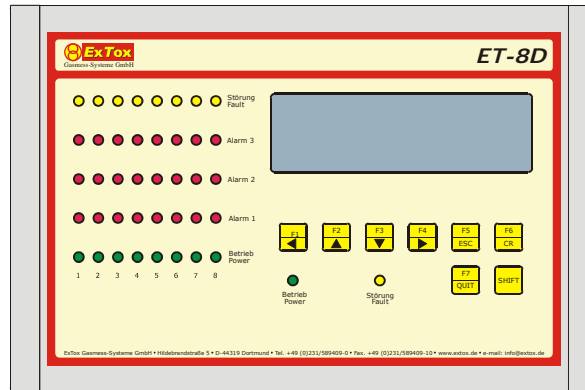 ExTox
Gasmess-Systeme GmbH
ET-8D
Störung
Fault
Alarm 3
Alarm 2
Alarm 1
Betrieb
Power
1 2 3 4 5 6 7 8
F1 F2 F3 F4 F5 F6
ESC CR
F7
QUIT
SHIFT
Betrieb
Power
Störung
Fault
ExTox Gasmess-Systeme GmbH • Hildebrandstraße 5 • D-44319 Dortmund • Tel. +49 (0)231/589409-0 • Fax. +49 (0)231/589409-10 • www.extox.de • e-mail: info@extox.de